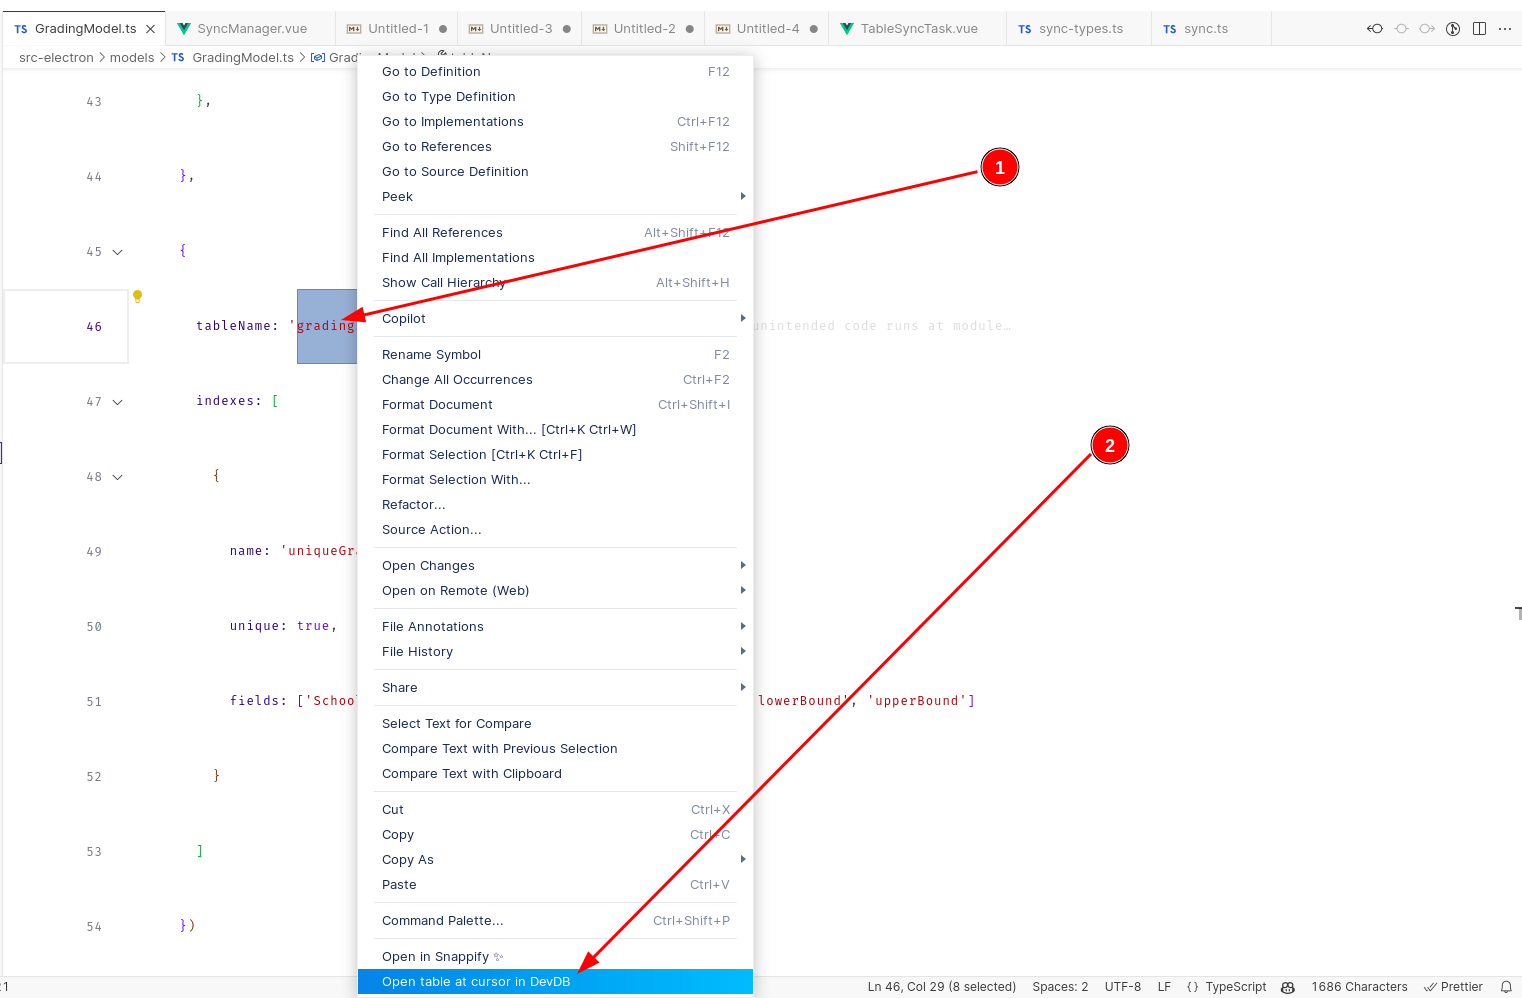 TS GradingModel.ts
SyncManager.vue
Untitled-1
Untitled-3
Untitled-2
Untitled-4
TableSyncTask.vue
TS sync-types.ts
TS sync.ts
src-electron > models > TS GradingModel.ts >
1
2
Go to Definition F12
Go to Type Definition
Go to Implementations Ctrl+F12
Go to References Shift+F12
Go to Source Definition
Peek
Find All References Alt+Shift+F12
Find All Implementations
Show Call Hierarchy Alt+Shift+H
Copilot
Rename Symbol F2
Change All Occurrences Ctrl+F2
Format Document Ctrl+Shift+I
Format Document With... [Ctrl+K Ctrl+W]
Format Selection [Ctrl+K Ctrl+F]
Format Selection With...
Refactor...
Source Action...
Open Changes
Open on Remote (Web)
File Annotations
File History
Share
Select Text for Compare
Compare Text with Previous Selection
Compare Text with Clipboard
Cut Ctrl+X
Copy Ctrl+C
Copy As
Paste Ctrl+V
Command Palette... Ctrl+Shift+P
Open in Snappify ✨
Open table at cursor in DevDB
43 },
44 },
45 {
46 tableName: 'grading unintended code runs at module…
47 indexes: [
48 {
49 name: 'uniqueGr
50 unique: true,
51 fields: ['School lowerBound', 'upperBound']
52 }
53 ]
54 })
Ln 46, Col 29 (8 selected) Spaces: 2 UTF-8 LF {} TypeScript 1686 Characters Prettier